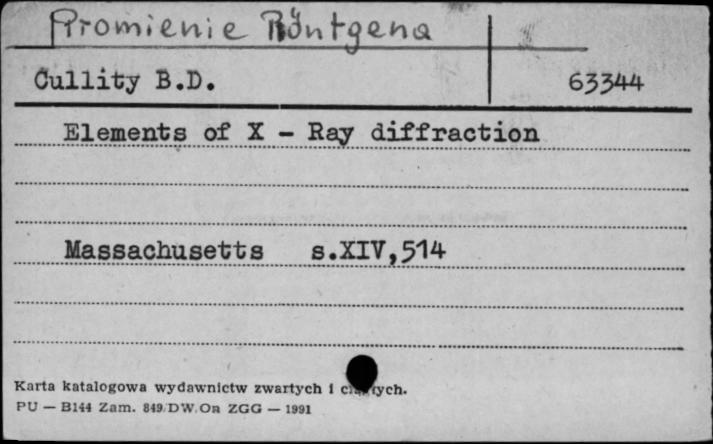 Promienie Röntgena
Cullity B.D. 63344
Elements of X - Ray diffraction
Massachusetts s.XIV,514
Karta katalogowa wydawnictw zwartych i
PU — B144 Zam. 849/DW.OR ZGG — 1991